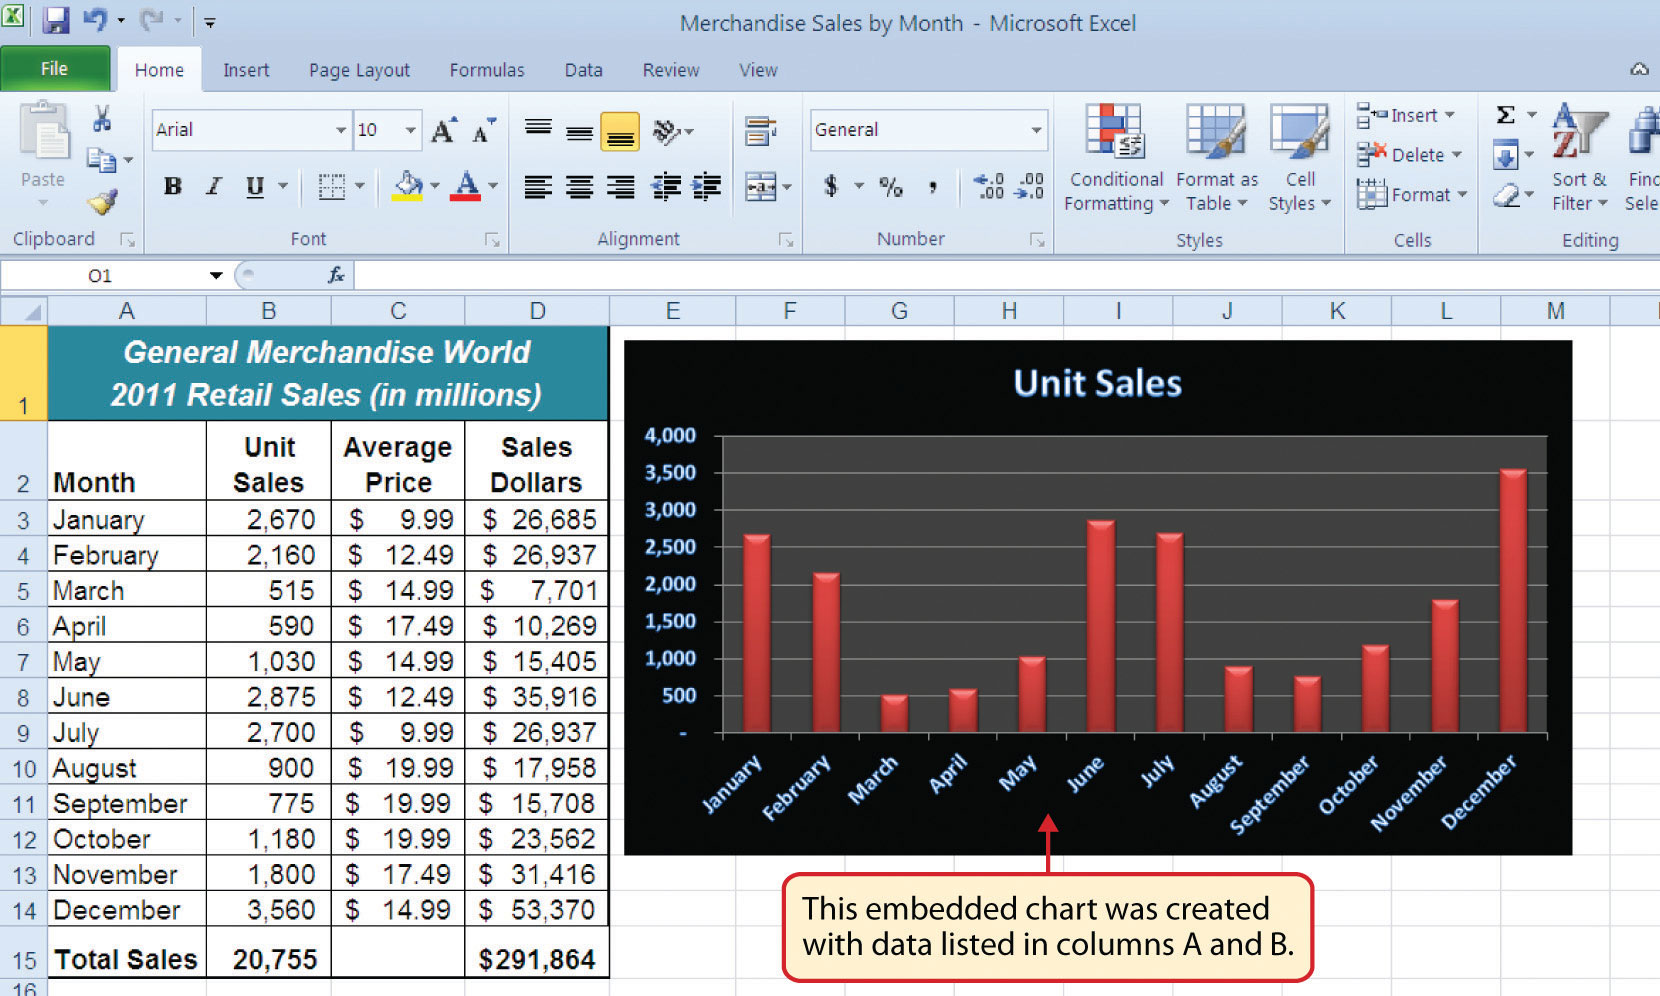 Merchandise Sales by Month - Microsoft Excel
File Home Insert Page Layout Formulas Data Review View
Arial 10 General
Insert
Delete
Format
Paste
B I U $ % , .0 .00 .00 .0
Conditional Formatting
Format as Table
Cell Styles
Sort & Filter
Clipboard Font Alignment Number Styles Cells Editing
O1 fx
A B C D E F G H I J K L M
1 General Merchandise World
2011 Retail Sales (in millions)
2 Month Unit Sales Average Price Sales Dollars
3 January 2,670 $ 9.99 $ 26,685
4 February 2,160 $ 12.49 $ 26,937
5 March 515 $ 14.99 $ 7,701
6 April 590 $ 17.49 $ 10,269
7 May 1,030 $ 14.99 $ 15,405
8 June 2,875 $ 12.49 $ 35,916
9 July 2,700 $ 9.99 $ 26,937
10 August 900 $ 19.99 $ 17,958
11 September 775 $ 19.99 $ 15,708
12 October 1,180 $ 19.99 $ 23,562
13 November 1,800 $ 17.49 $ 31,416
14 December 3,560 $ 14.99 $ 53,370
15 Total Sales 20,755 $291,864
16
Unit Sales
4,000
3,500
3,000
2,500
2,000
1,500
1,000
500
-
January February March April May June July August September October November December
This embedded chart was created
with data listed in columns A and B.